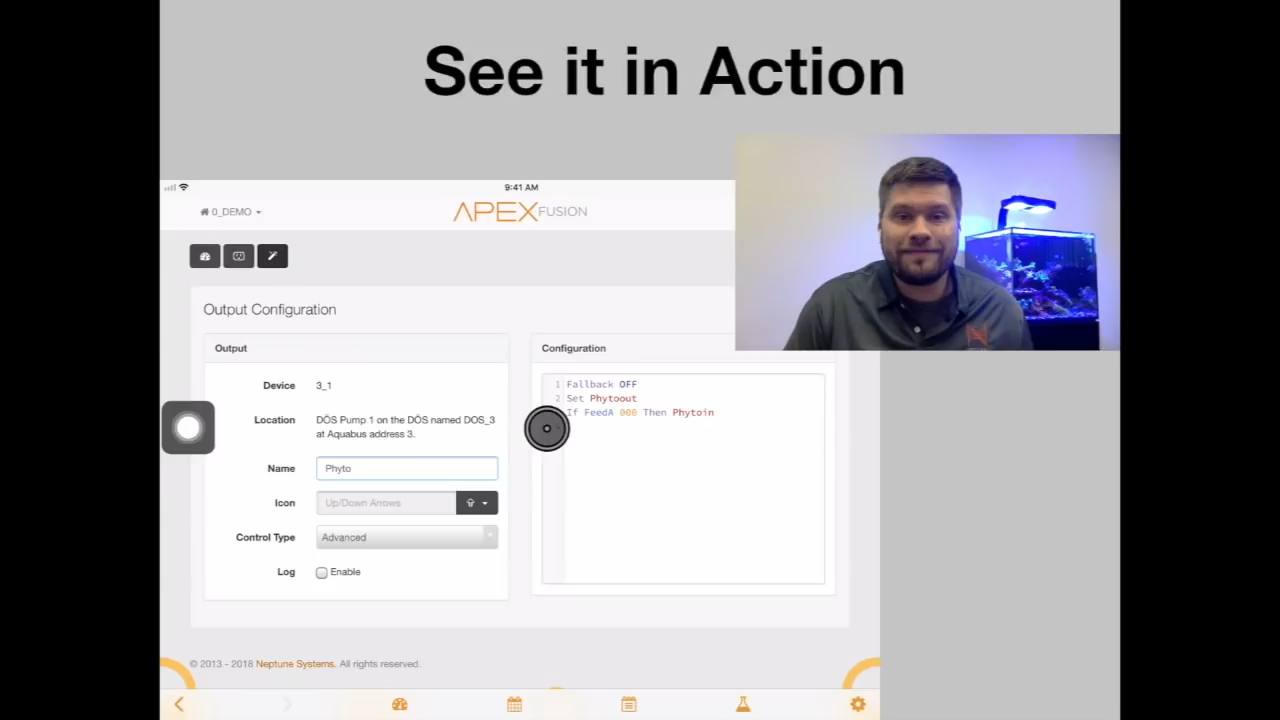 See it in Action
9:41 AM
0_DEMO
APEX FUSION
Output Configuration
Output
Device 3_1
Location DŌS Pump 1 on the DŌS named DOS_3
at Aquabus address 3.
Name Phyto
Icon Up/Down Arrows
Control Type Advanced
Log Enable
Configuration
1 Fallback OFF
2 Set Phytoout
If FeedA 000 Then Phytoin
© 2013 - 2018 Neptune Systems. All rights reserved.